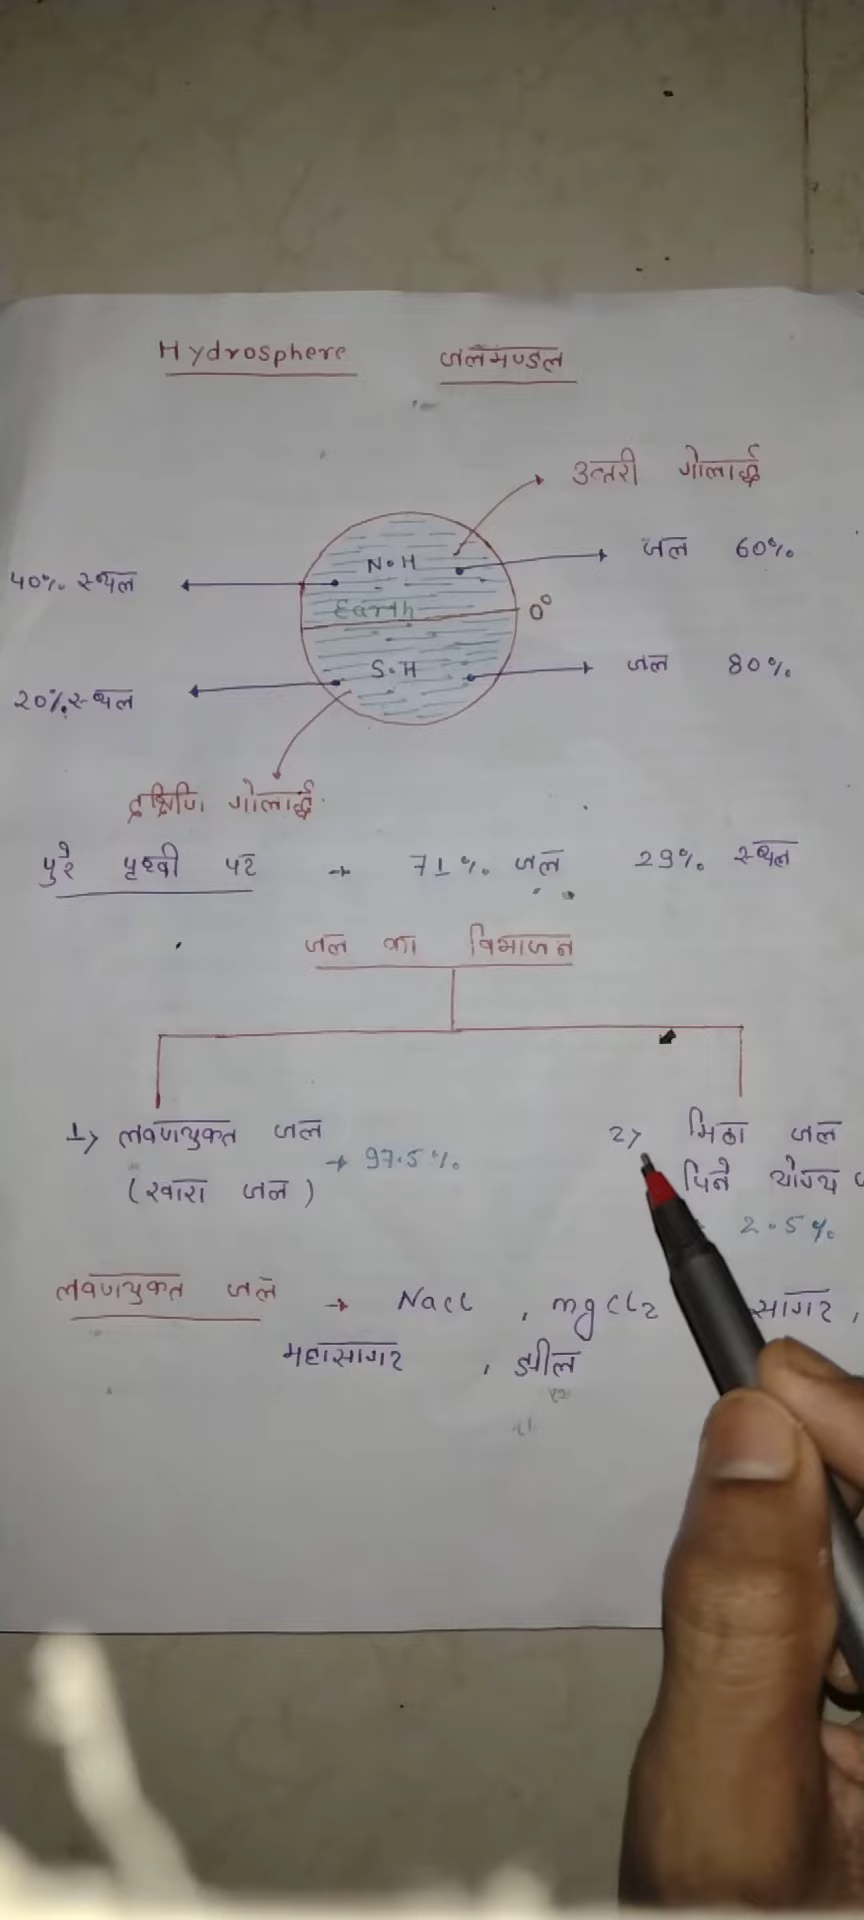 Hydrosphere जलमण्डल
उत्तरी गोलार्द्ध
N.H
जल 60%
40% स्थल
Earth
0°
S.H
जल 80%
20% स्थल
दक्षिणि गोलार्द्ध
पुरे पृथ्वी पर → 71% जल 29% स्थल
जल का विभाजन
1> लवणयुक्त जल
→ 97.5%
(खारा जल)
2> मिठा जल
पिने योग्य
2.5%
लवणयुक्त जल → Nacl , mgcl2 सागर,
महासागर , झील